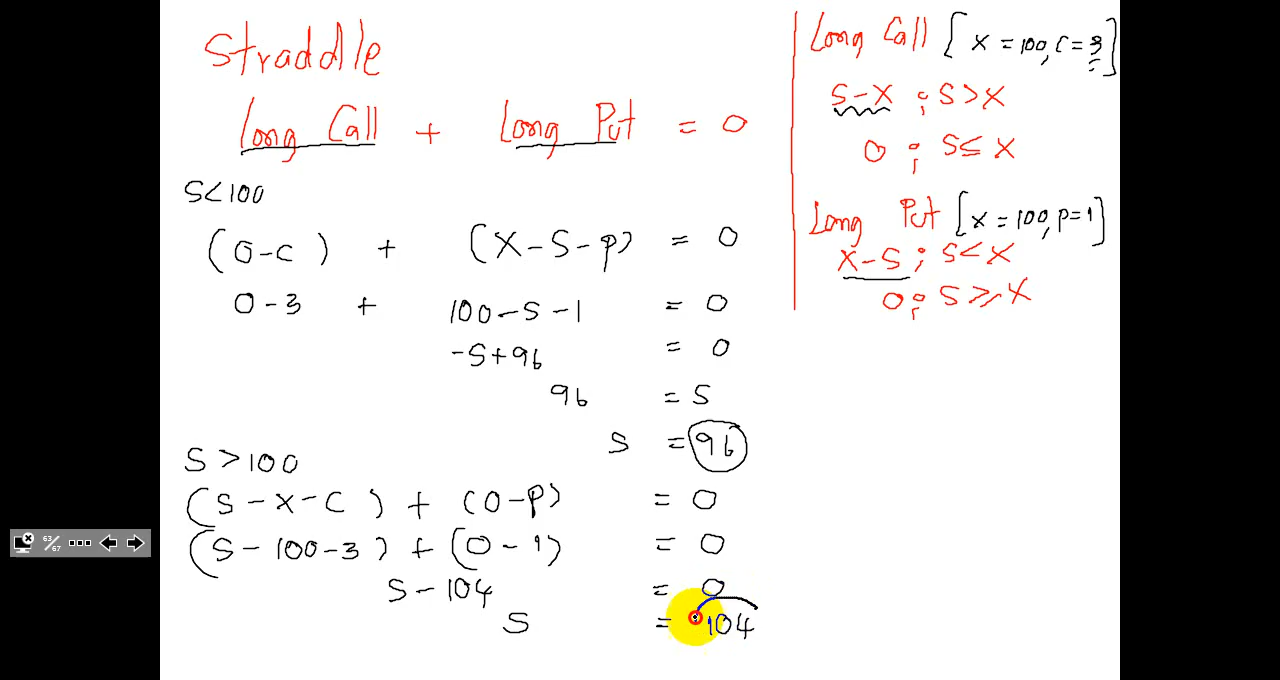 Straddle
Long Call + Long Put = 0
S<100
(0-C) + (X-S-P) = 0
0-3 + 100-S-1 = 0
-S+96 = 0
96 = S
S = 96
S>100
(S-X-C) + (0-P) = 0
(S-100-3) + (0-1) = 0
S-104 = 0
S = 104
Long Call [X=100, C=3]
S-X ; S>X
0 ; S≤X
Long Put [X=100, P=1]
X-S ; S<X
0 ; S≥X
63/67